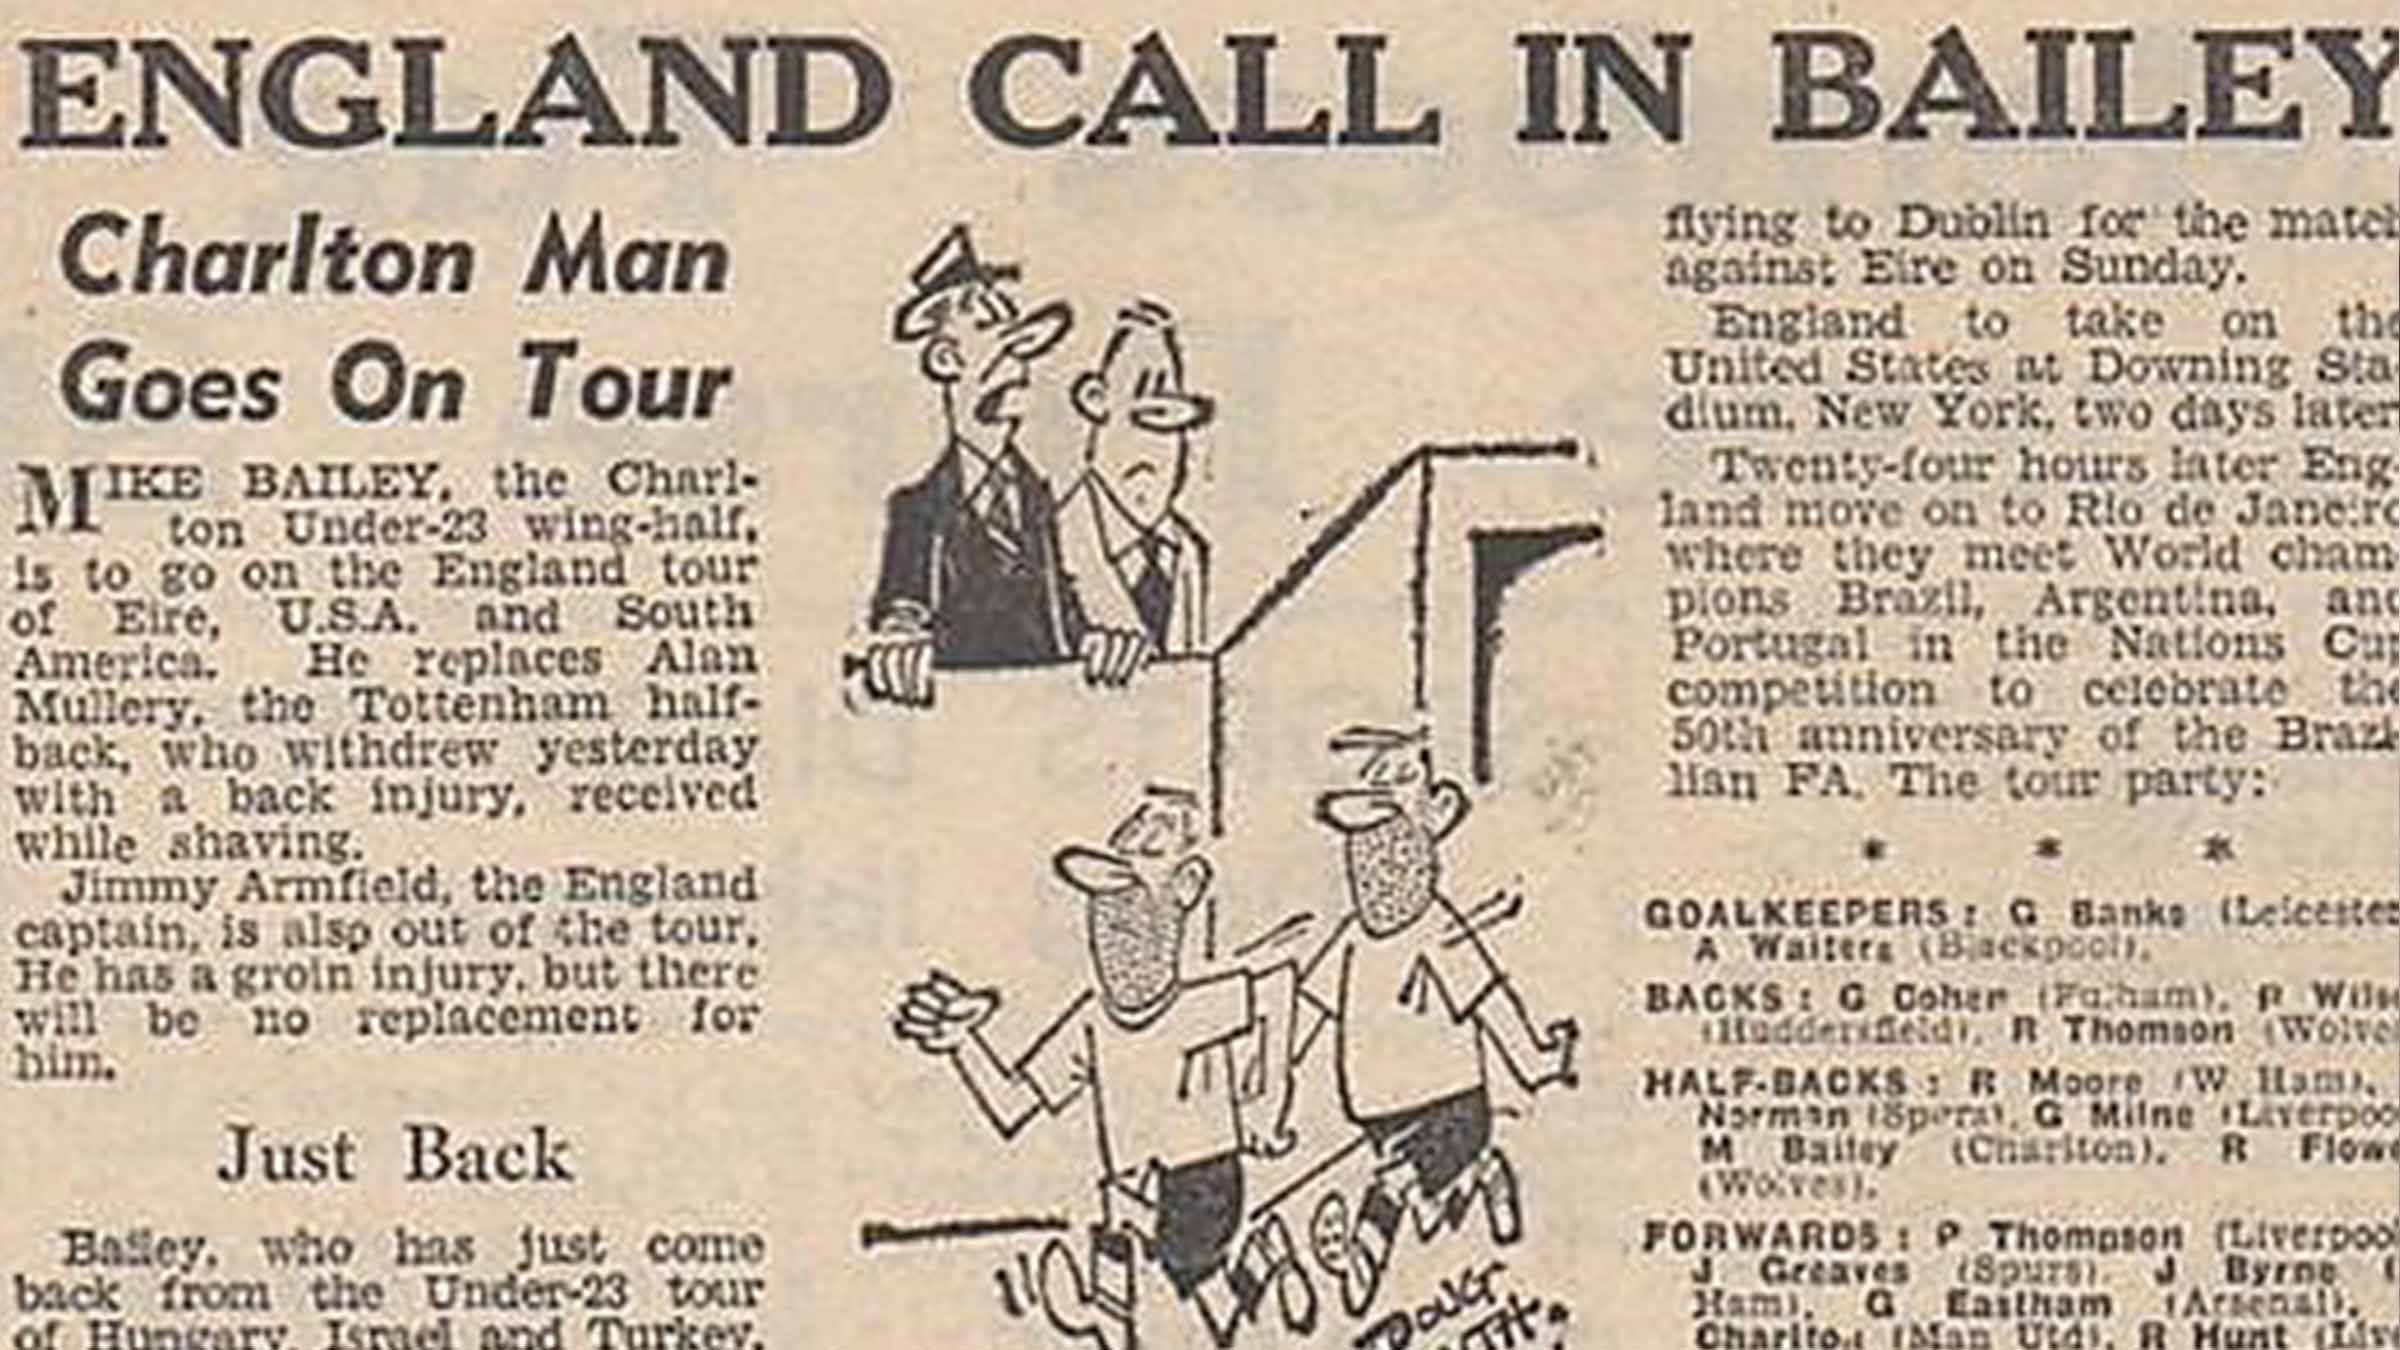 ENGLAND CALL IN BAILEY
Charlton Man
Goes On Tour
MIKE BAILEY, the Charl-
ton Under-23 wing-half,
is to go on the England tour
of Eire, U.S.A. and South
America. He replaces Alan
Mullery, the Tottenham half-
back, who withdrew yesterday
with a back injury, received
while shaving.
Jimmy Armfield, the England
captain, is also out of the tour.
He has a groin injury, but there
will be no replacement for
him.
Just Back
Bailey, who has just come
back from the Under-23 tour
of Hungary, Israel and Turkey,
DOUG
flying to Dublin for the match
against Eire on Sunday.
England to take on the
United States at Downing Sta-
dium, New York, two days later
Twenty-four hours later Eng-
land move on to Rio de Janeiro
where they meet World cham-
pions Brazil, Argentina, and
Portugal in the Nations Cup
competition to celebrate the
50th anniversary of the Brazi-
lian FA. The tour party:
* * *
GOALKEEPERS: G Banks (Leicester
A Waiters (Blackpool).
BACKS: G Cohen (Fulham), R Wils
(Huddersfield), R Thomson (Wolve
HALF-BACKS: R Moore (W Ham),
Norman (Spurs), G Milne (Liverpoo
M Bailey (Charlton), R Flow
(Wolves).
FORWARDS: P Thompson (Liverpool
J Greaves (Spurs), J Byrne (
Ham), G Eastham (Arsenal),
Charlton (Man Utd), R Hunt (Liv